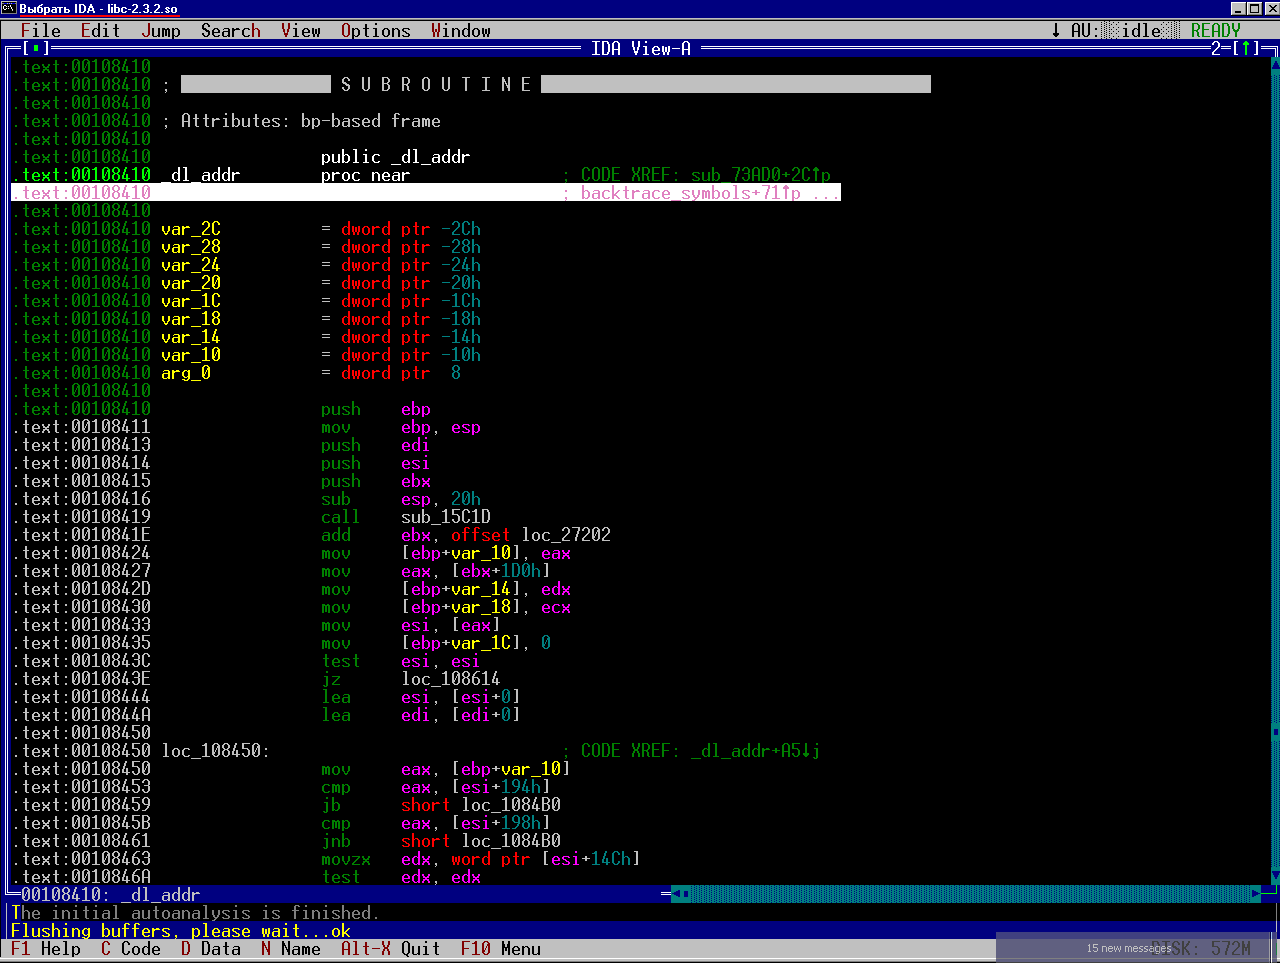 Выбрать IDA - libc-2.3.2.so
File Edit Jump Search View Options Window ↓ AU: idle READY
[▪] IDA View-A 2 [↑]
.text:00108410
.text:00108410 ; S U B R O U T I N E
.text:00108410
.text:00108410 ; Attributes: bp-based frame
.text:00108410
.text:00108410 public _dl_addr
.text:00108410 _dl_addr proc near ; CODE XREF: sub_73AD0+2C↑p
.text:00108410 ; backtrace_symbols+71↑p ...
.text:00108410
.text:00108410 var_2C = dword ptr -2Ch
.text:00108410 var_28 = dword ptr -28h
.text:00108410 var_24 = dword ptr -24h
.text:00108410 var_20 = dword ptr -20h
.text:00108410 var_1C = dword ptr -1Ch
.text:00108410 var_18 = dword ptr -18h
.text:00108410 var_14 = dword ptr -14h
.text:00108410 var_10 = dword ptr -10h
.text:00108410 arg_0 = dword ptr 8
.text:00108410
.text:00108410 push ebp
.text:00108411 mov ebp, esp
.text:00108413 push edi
.text:00108414 push esi
.text:00108415 push ebx
.text:00108416 sub esp, 20h
.text:00108419 call sub_15C1D
.text:0010841E add ebx, offset loc_27202
.text:00108424 mov [ebp+var_10], eax
.text:00108427 mov eax, [ebx+1D0h]
.text:0010842D mov [ebp+var_14], edx
.text:00108430 mov [ebp+var_18], ecx
.text:00108433 mov esi, [eax]
.text:00108435 mov [ebp+var_1C], 0
.text:0010843C test esi, esi
.text:0010843E jz loc_108614
.text:00108444 lea esi, [esi+0]
.text:0010844A lea edi, [edi+0]
.text:00108450
.text:00108450 loc_108450: ; CODE XREF: _dl_addr+A5↓j
.text:00108450 mov eax, [ebp+var_10]
.text:00108453 cmp eax, [esi+194h]
.text:00108459 jb short loc_1084B0
.text:0010845B cmp eax, [esi+198h]
.text:00108461 jnb short loc_1084B0
.text:00108463 movzx edx, word ptr [esi+14Ch]
.text:0010846A test edx, edx
00108410: _dl_addr
The initial autoanalysis is finished.
Flushing buffers, please wait...ok
F1 Help C Code D Data N Name Alt-X Quit F10 Menu DISK: 572M
15 new messages